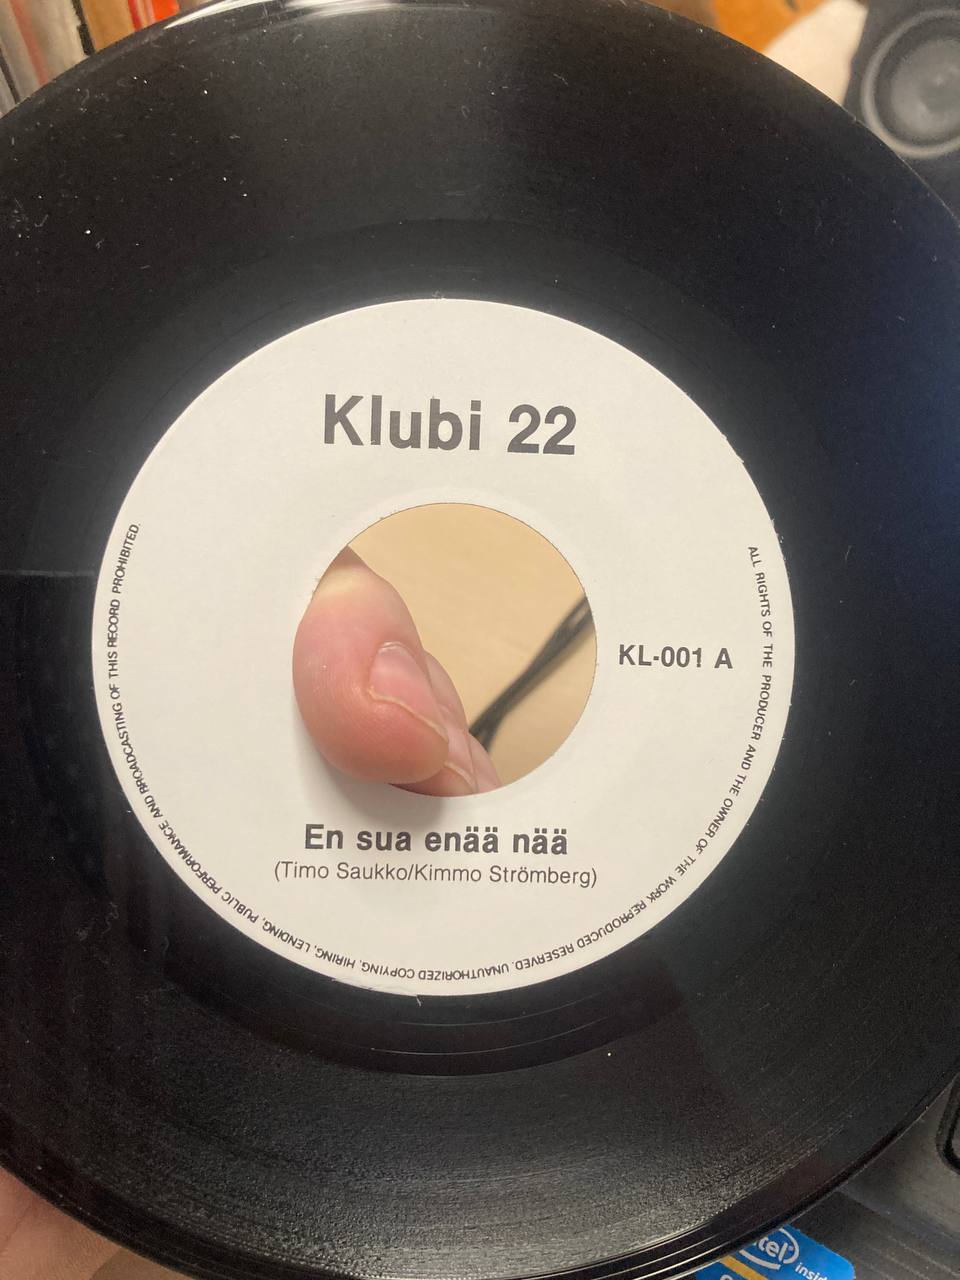 Klubi 22
KL-001 A
En sua enää nää
(Timo Saukko/Kimmo Strömberg)
ALL RIGHTS OF THE PRODUCER AND THE OWNER OF THE WORK REPRODUCED RESERVED. UNAUTHORIZED COPYING, HIRING, LENDING, PUBLIC PERFORMANCE AND BROADCASTING OF THIS RECORD PROHIBITED.